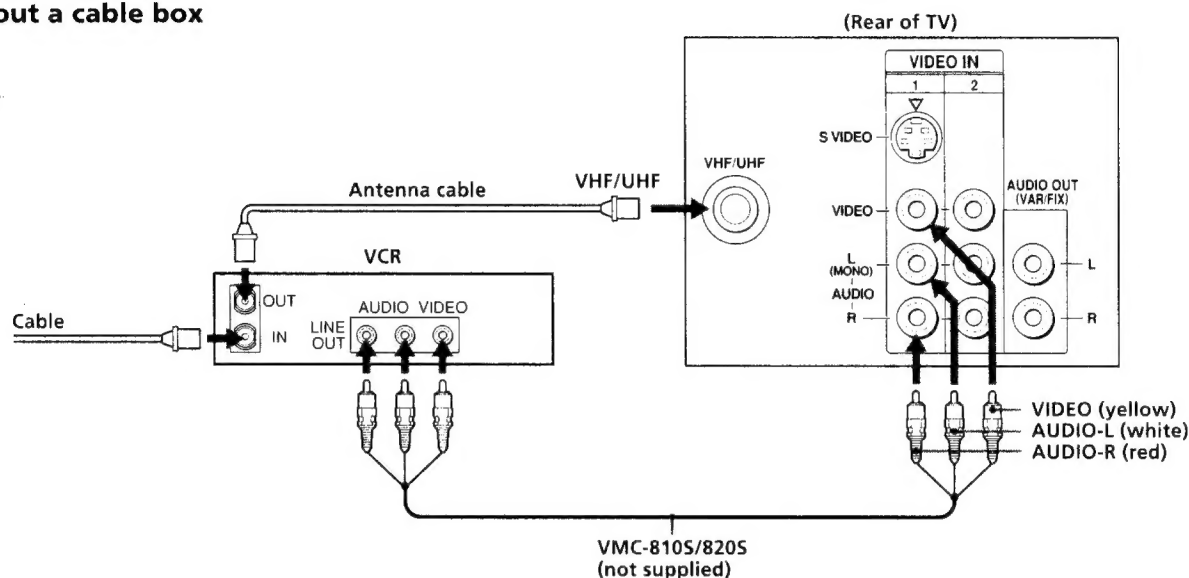 out a cable box
(Rear of TV)
VIDEO IN
1 2
S VIDEO
VHF/UHF
AUDIO OUT
(VAR/FIX)
VIDEO
L
(MONO)
AUDIO
R
L
R
Antenna cable
VHF/UHF
VCR
OUT
IN
AUDIO VIDEO
LINE
OUT
Cable
VIDEO (yellow)
AUDIO-L (white)
AUDIO-R (red)
VMC-810S/820S
(not supplied)